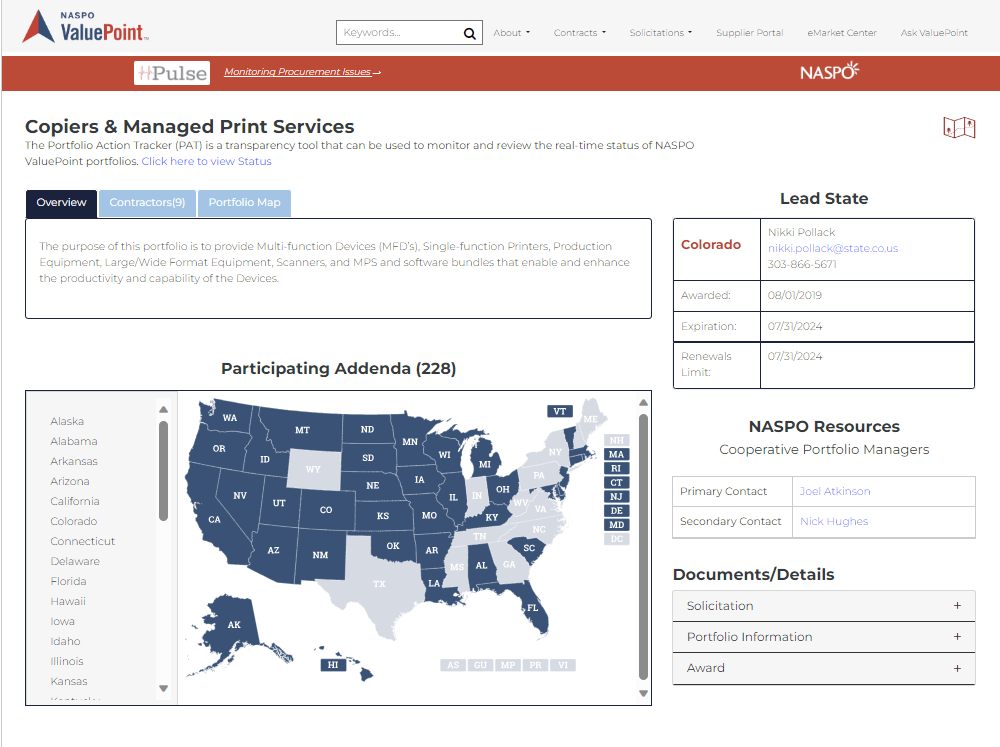 NASPO
ValuePoint
Keywords...
About
Contracts
Solicitations
Supplier Portal
eMarket Center
Ask ValuePoint
Pulse
Monitoring Procurement Issues
NASPO
Copiers & Managed Print Services
The Portfolio Action Tracker (PAT) is a transparency tool that can be used to monitor and review the real-time status of NASPO
ValuePoint portfolios. Click here to view Status
Overview
Contractors(9)
Portfolio Map
The purpose of this portfolio is to provide Multi-function Devices (MFD's), Single-function Printers, Production
Equipment, Large/Wide Format Equipment, Scanners, and MPS and software bundles that enable and enhance
the productivity and capability of the Devices.
Lead State
Colorado
Nikki Pollack
nikki.pollack@state.co.us
303-866-5671
Awarded: 08/01/2019
Expiration: 07/31/2024
Renewals
Limit:
07/31/2024
Participating Addenda (228)
Alaska
Alabama
Arkansas
Arizona
California
Colorado
Connecticut
Delaware
Florida
Hawaii
Iowa
Idaho
Illinois
Kansas
WA
OR
CA
NV
ID
MT
WY
UT
AZ
CO
NM
ND
SD
NE
KS
OK
TX
MN
IA
MO
AR
LA
WI
IL
MI
IN
OH
KY
TN
MS
AL
GA
FL
SC
NC
VA
WV
PA
NY
ME
VT
NH
MA
RI
CT
NJ
DE
MD
DC
AK
HI
AS
GU
MP
PR
VI
NASPO Resources
Cooperative Portfolio Managers
Primary Contact Joel Atkinson
Secondary Contact Nick Hughes
Documents/Details
Solicitation +
Portfolio Information +
Award +